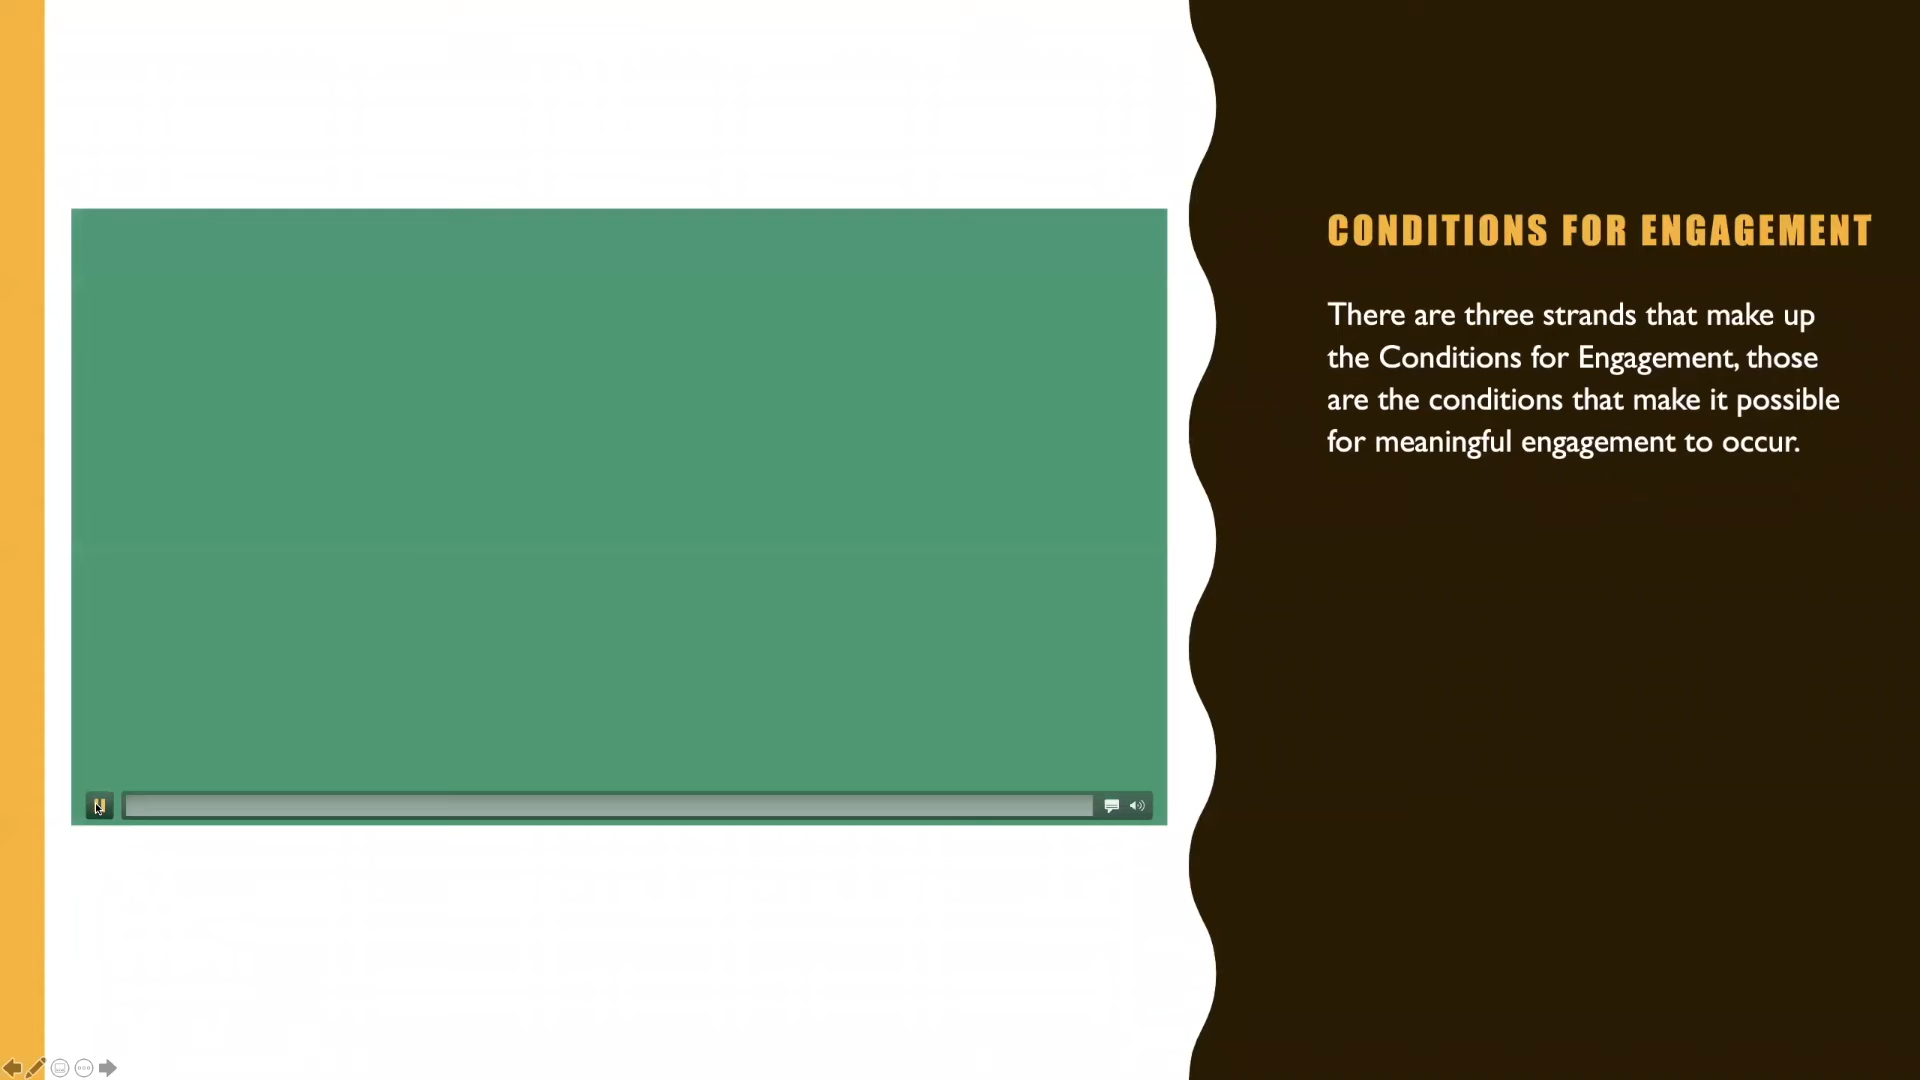 CONDITIONS FOR ENGAGEMENT
There are three strands that make up
the Conditions for Engagement, those
are the conditions that make it possible
for meaningful engagement to occur.